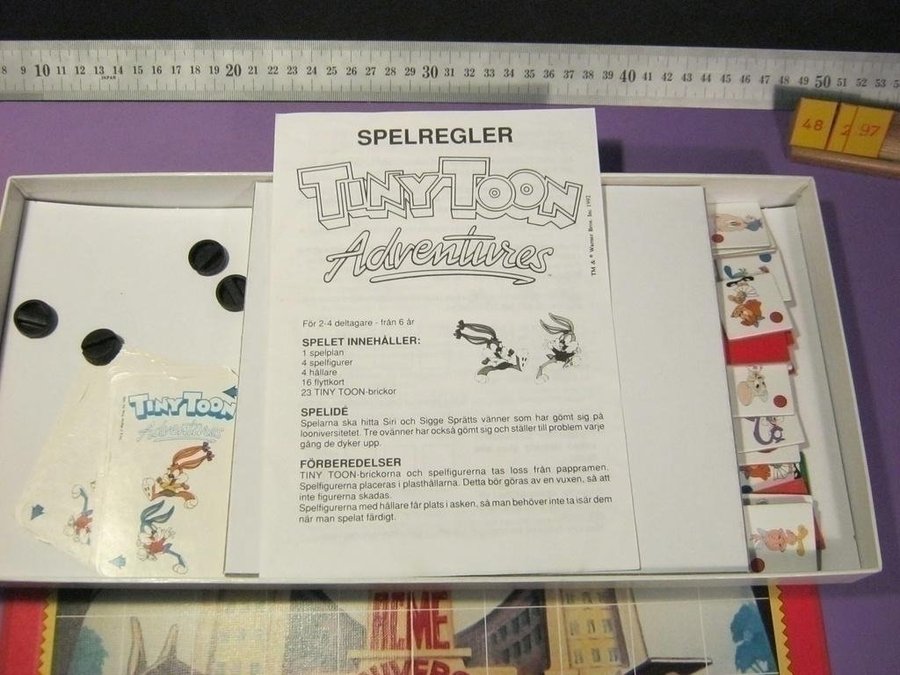 8 9 10 11 12 13 14 15 16 17 18 19 20 21 22 23 24 25 26 27 28 29 30 31 32 33 34 35 36 37 38 39 40 41 42 43 44 45 46 47 48 49 50 51 52 53
JAPAN
48 2 97
SPELREGLER
TINY TOON
Adventures
TM & © Warner Bros. Inc 1992
För 2-4 deltagare - från 6 år
SPELET INNEHÅLLER:
1 spelplan
4 spelfigurer
4 hållare
16 flyttkort
23 TINY TOON-brickor
SPELIDÉ
Spelarna ska hitta Siri och Sigge Sprätts vänner som har gömt sig på
looniversitetet. Tre ovänner har också gömt sig och ställer till problem varje
gång de dyker upp.
FÖRBEREDELSER
TINY TOON-brickorna och spelfigurerna tas loss från pappramen.
Spelfigurerna placeras i plasthållarna. Detta bör göras av en vuxen, så att
inte figurerna skadas.
Spelfigurerna med hållare får plats i asken, så man behöver inte ta isär dem
när man spelat färdigt.
TINY TOON
Adventures
ACME